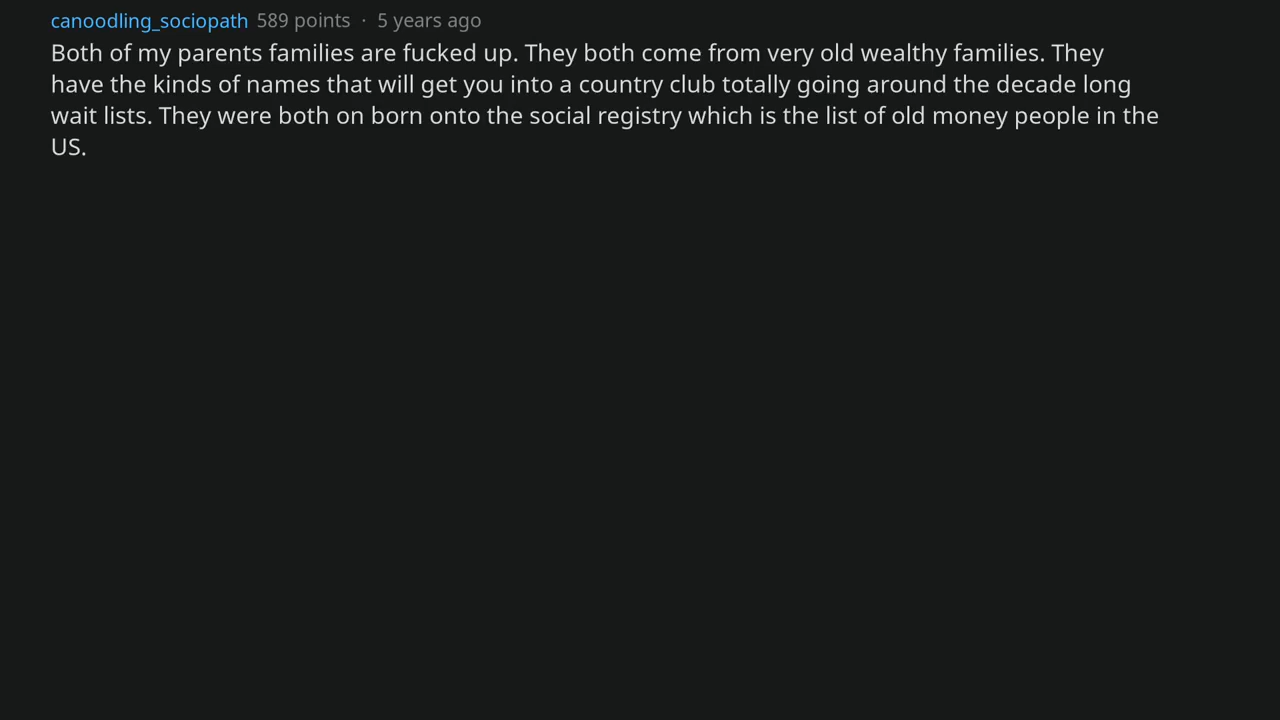 canoodling_sociopath 589 points · 5 years ago
Both of my parents families are fucked up. They both come from very old wealthy families. They
have the kinds of names that will get you into a country club totally going around the decade long
wait lists. They were both on born onto the social registry which is the list of old money people in the
US.